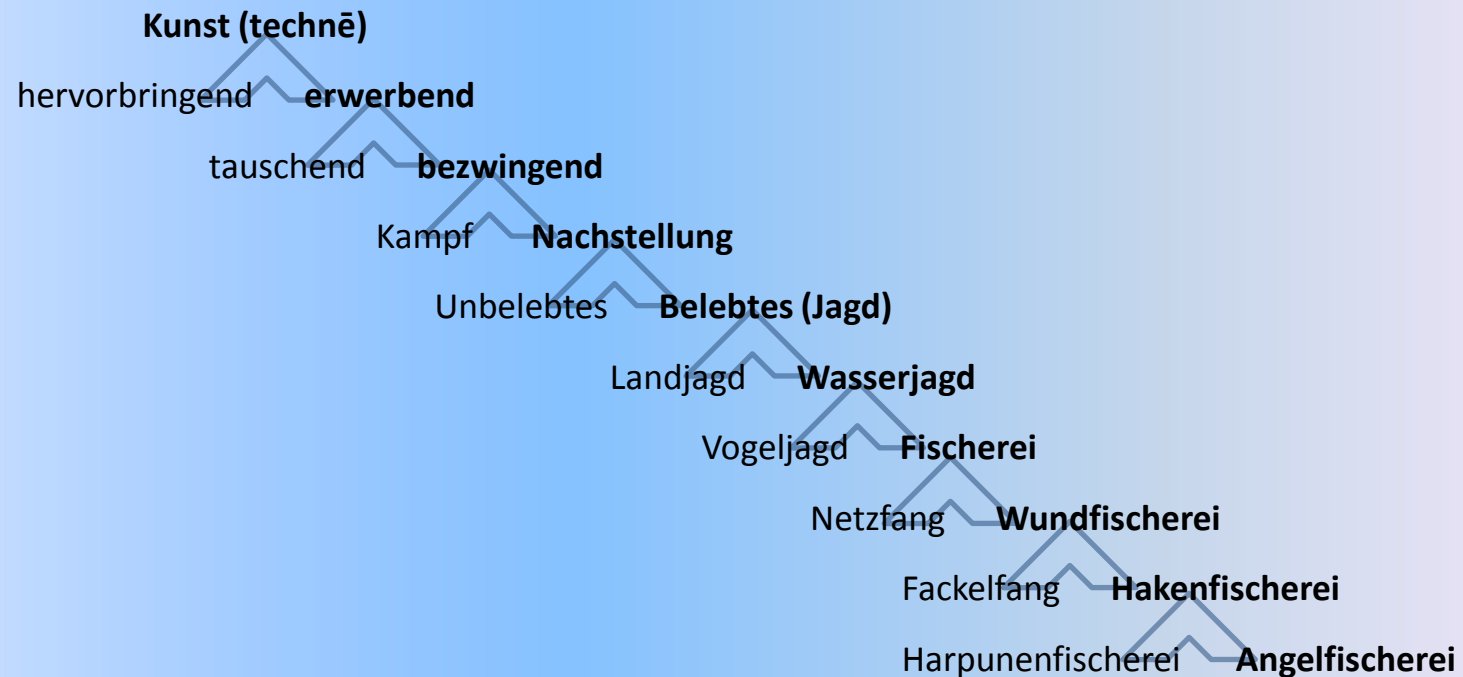 Kunst (technē)
hervorbringend erwerbend
tauschend bezwingend
Kampf Nachstellung
Unbelebtes Belebtes (Jagd)
Landjagd Wasserjagd
Vogeljagd Fischerei
Netzfang Wundfischerei
Fackelfang Hakenfischerei
Harpunenfischerei Angelfischerei